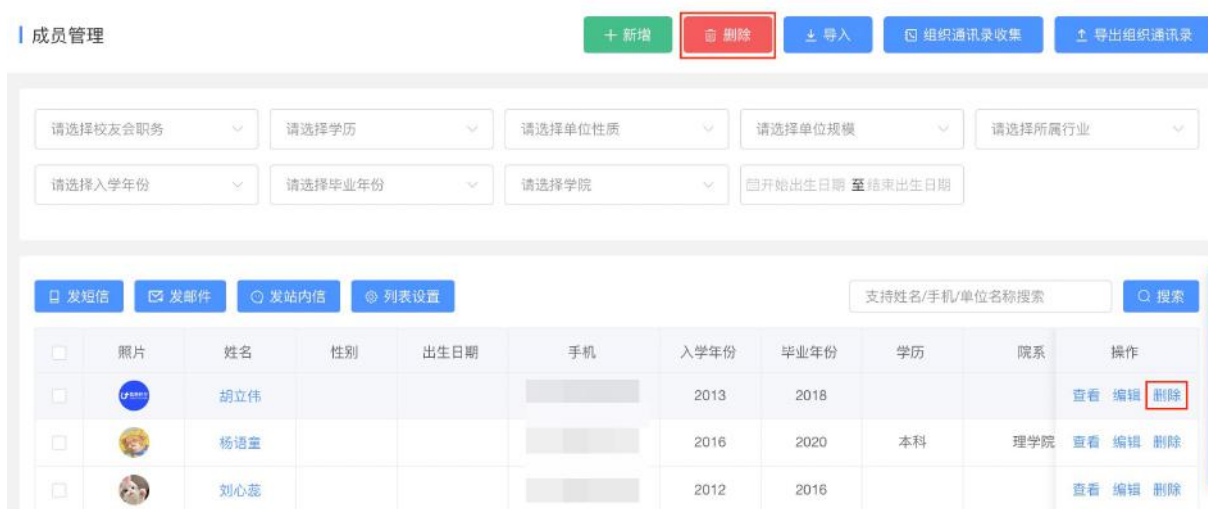 成员管理
新增 删除 导入 组织通讯录收集 导出组织通讯录
请选择校友会职务 请选择学历 请选择单位性质 请选择单位规模 请选择所属行业
请选择入学年份 请选择毕业年份 请选择学院 开始出生日期 至 结束出生日期
发短信 发邮件 发站内信 列表设置 支持姓名/手机/单位名称搜索 搜索
照片 姓名 性别 出生日期 手机 入学年份 毕业年份 学历 院系 操作
胡立伟 2013 2018 查看 编辑 删除
杨语童 2016 2020 本科 理学院 查看 编辑 删除
刘心蕊 2012 2016 查看 编辑 删除